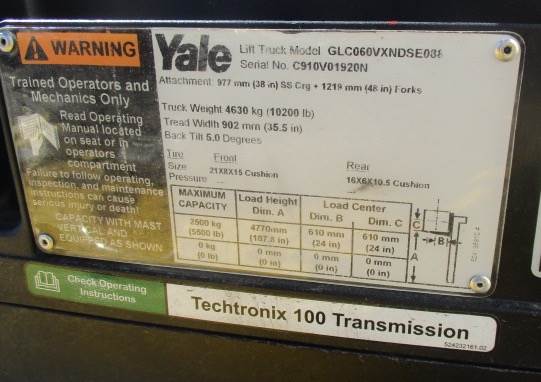 WARNING
Trained Operators and
Mechanics Only
Read Operating
Manual located
on seat or in
operators
compartment
Failure to follow operating,
inspection, and maintenance
instructions can cause
serious injury or death!
CAPACITY WITH MAST
VERTICAL AND
EQUIPPED AS SHOWN
Yale Lift Truck Model GLC060VXNDSE088
Serial No. C910V01920N
Attachment: 977 mm (38 in) SS Crg + 1219 mm (48 in) Forks
Truck Weight 4630 kg (10200 lb)
Tread Width 902 mm (35.5 in)
Back Tilt 5.0 Degrees
Tire Front Rear
Size 21X8X15 Cushion 16X6X10.5 Cushion
Pressure
MAXIMUM CAPACITY Load Height Dim. A Load Center Dim. B Dim. C
2500 kg 4770mm 610 mm 610 mm
(5500 lb) (187.8 in) (24 in) (24 in)
0 kg 0 mm 0 mm 0 mm
(0 lb) (0 in) (0 in) (0 in)
C
B
A
Check Operating
Instructions
Techtronix 100 Transmission
524232161.02